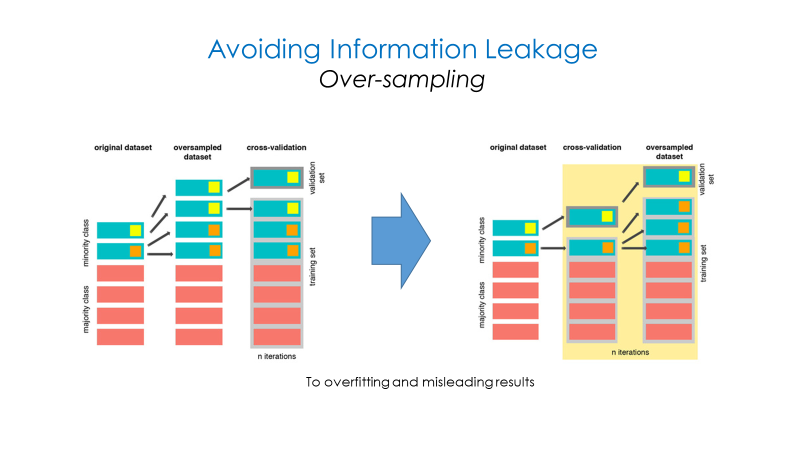 Avoiding Information Leakage
Over-sampling
original dataset
oversampled
dataset
cross-validation
validation
set
minority class
majority class
training set
n iterations
original dataset
cross-validation
oversampled
dataset
validation
set
minority class
majority class
training set
n iterations
To overfitting and misleading results